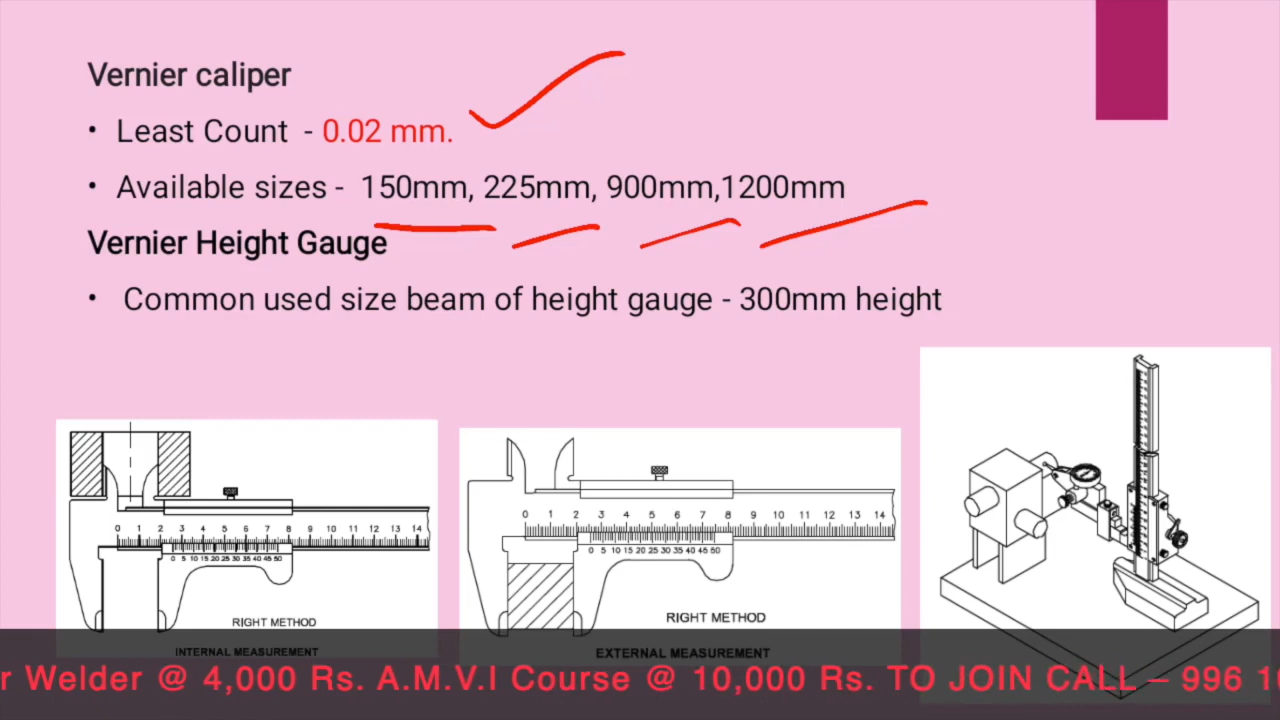 Vernier caliper
• Least Count - 0.02 mm.
• Available sizes - 150mm, 225mm, 900mm,1200mm
Vernier Height Gauge
• Common used size beam of height gauge - 300mm height
0 1 2 3 4 5 6 7 8 9 10 11 12 13 14
0 5 10 15 20 25 30 35 40 45 50
RIGHT METHOD
INTERNAL MEASUREMENT
0 1 2 3 4 5 6 7 8 9 10 11 12 13 14
0 5 10 15 20 25 30 35 40 45 50
RIGHT METHOD
EXTERNAL MEASUREMENT
r Welder @ 4,000 Rs. A.M.V.I Course @ 10,000 Rs. TO JOIN CALL – 996 10